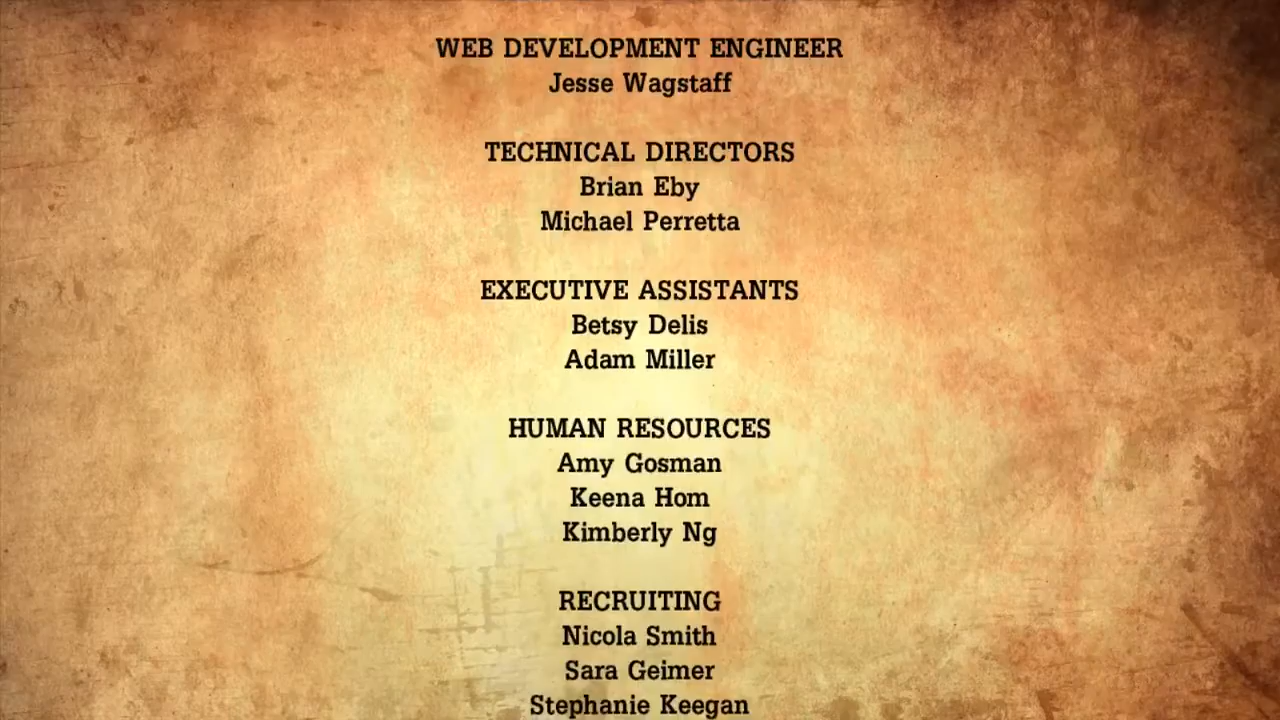 WEB DEVELOPMENT ENGINEER
Jesse Wagstaff
TECHNICAL DIRECTORS
Brian Eby
Michael Perretta
EXECUTIVE ASSISTANTS
Betsy Delis
Adam Miller
HUMAN RESOURCES
Amy Gosman
Keena Hom
Kimberly Ng
RECRUITING
Nicola Smith
Sara Geimer
Stephanie Keegan